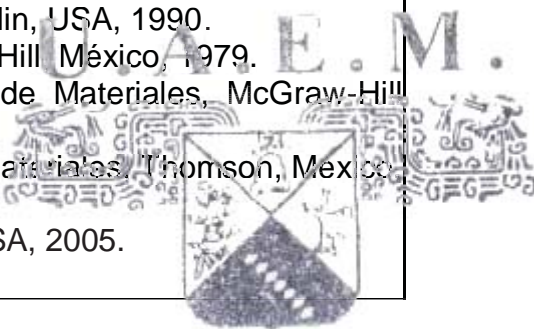 lin, USA, 1990.
Hill, México, 1979.
U. A. E. M.
de Materiales, McGraw-Hill
ateriales, Thomson, Mexico
SA, 2005.